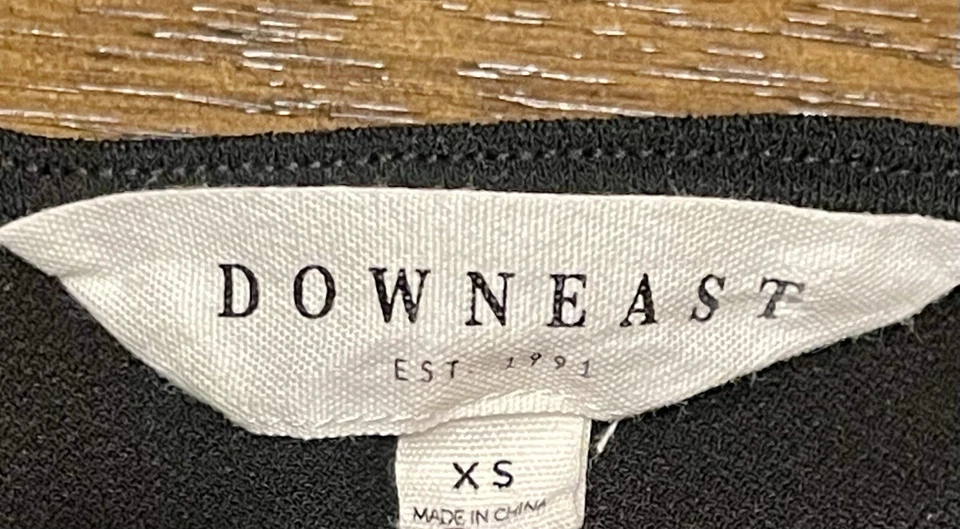 DOWNEAST
EST 1991
XS
MADE IN CHINA